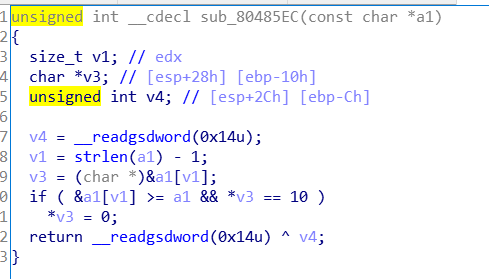 1 unsigned int __cdecl sub_80485EC(const char *a1)
2 {
3 size_t v1; // edx
4 char *v3; // [esp+28h] [ebp-10h]
5 unsigned int v4; // [esp+2Ch] [ebp-Ch]
6
7 v4 = __readgsdword(0x14u);
8 v1 = strlen(a1) - 1;
9 v3 = (char *)&a1[v1];
0 if ( &a1[v1] >= a1 && *v3 == 10 )
1 *v3 = 0;
2 return __readgsdword(0x14u) ^ v4;
3 }